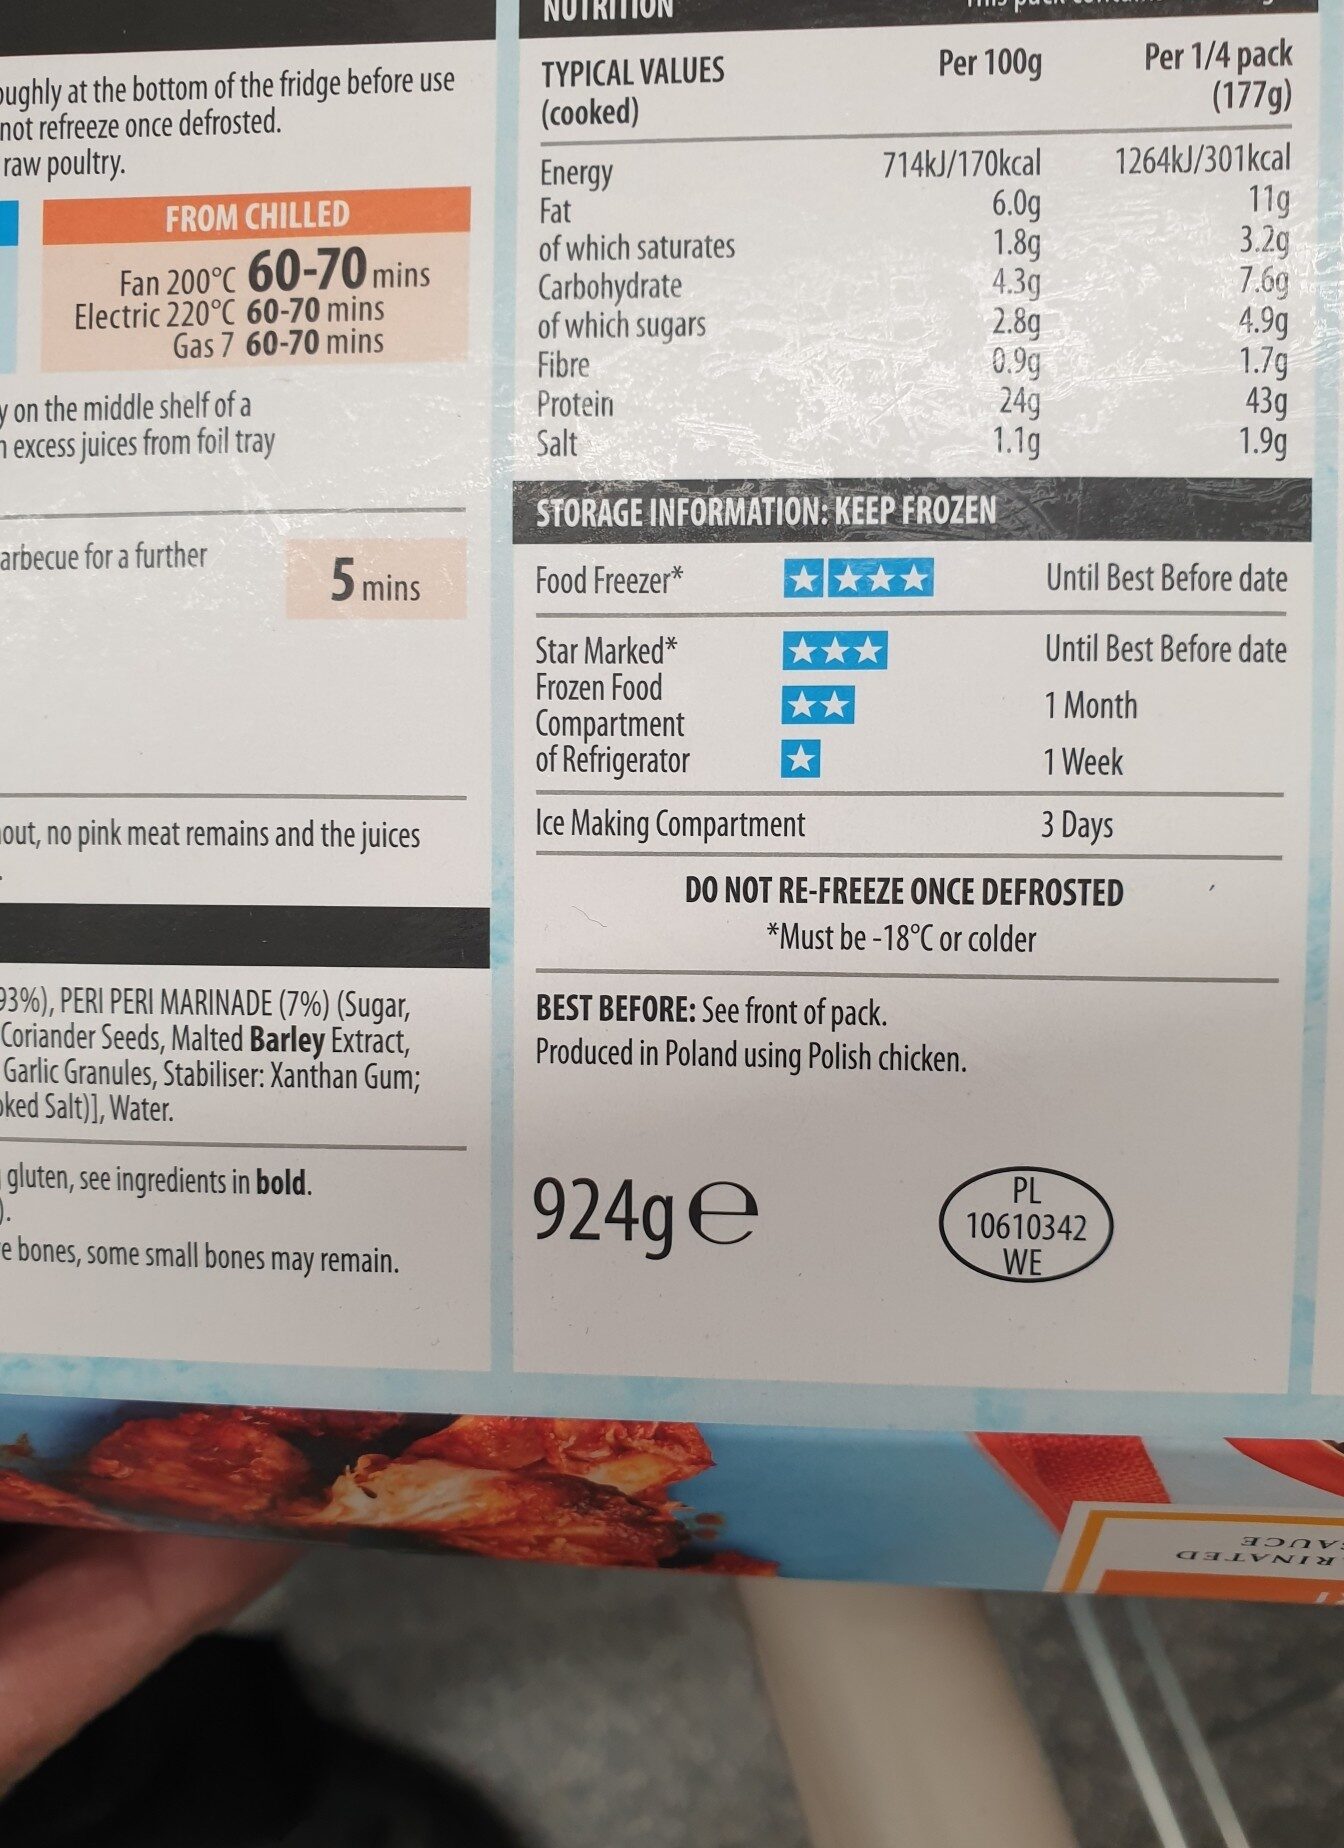 oughly at the bottom of the fridge before use
not refreeze once defrosted.
raw poultry.
FROM CHILLED
Fan 200°C 60-70 mins
Electric 220°C 60-70 mins
Gas 7 60-70 mins
y on the middle shelf of a
excess juices from foil tray
arbecue for a further
5 mins
out, no pink meat remains and the juices
93%), PERI PERI MARINADE (7%) (Sugar,
Coriander Seeds, Malted Barley Extract,
Garlic Granules, Stabiliser: Xanthan Gum;
oked Salt)], Water.
gluten, see ingredients in bold.
).
e bones, some small bones may remain.
NUTRITION
TYPICAL VALUES (cooked) Per 100g Per 1/4 pack (177g)
Energy 714kJ/170kcal 1264kJ/301kcal
Fat 6.0g 11g
of which saturates 1.8g 3.2g
Carbohydrate 4.3g 7.6g
of which sugars 2.8g 4.9g
Fibre 0.9g 1.7g
Protein 24g 43g
Salt 1.1g 1.9g
STORAGE INFORMATION: KEEP FROZEN
Food Freezer* Until Best Before date
Star Marked* Until Best Before date
Frozen Food
1 Month
Compartment
of Refrigerator 1 Week
Ice Making Compartment 3 Days
DO NOT RE-FREEZE ONCE DEFROSTED
*Must be -18°C or colder
BEST BEFORE: See front of pack.
Produced in Poland using Polish chicken.
924g e
PL
10610342
WE
RINATED
AUCE